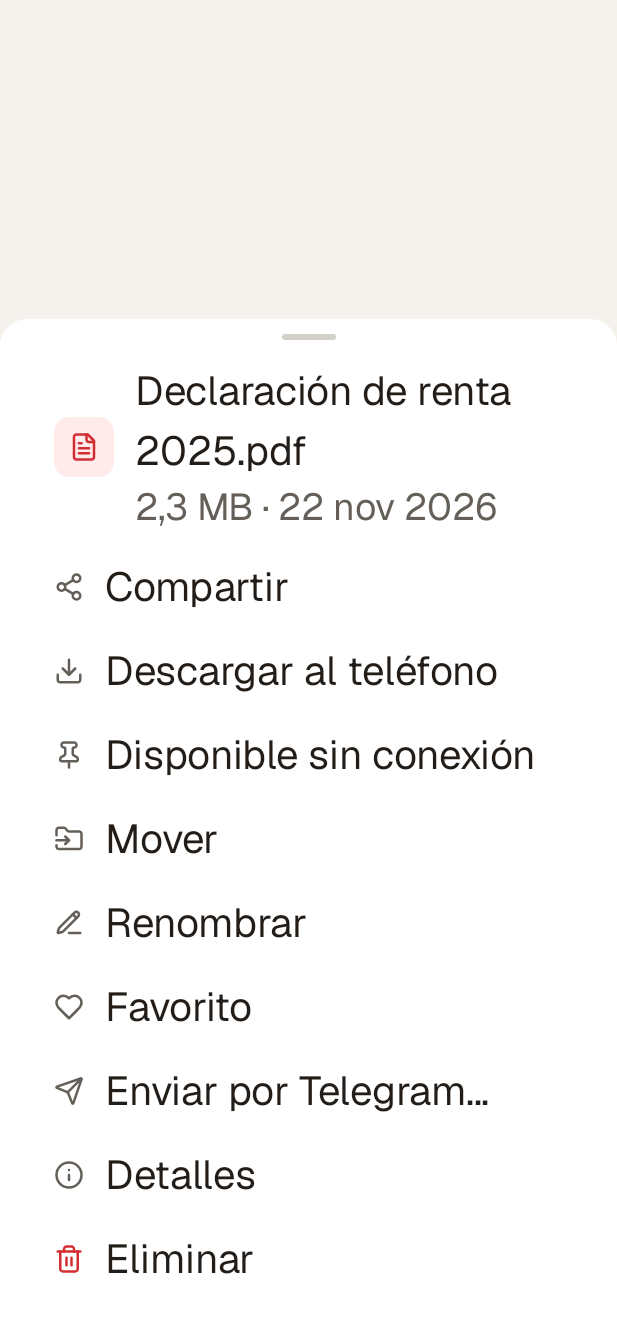 Declaración de renta
2025.pdf
2,3 MB · 22 nov 2026
Compartir
Descargar al teléfono
Disponible sin conexión
Mover
Renombrar
Favorito
Enviar por Telegram...
Detalles
Eliminar